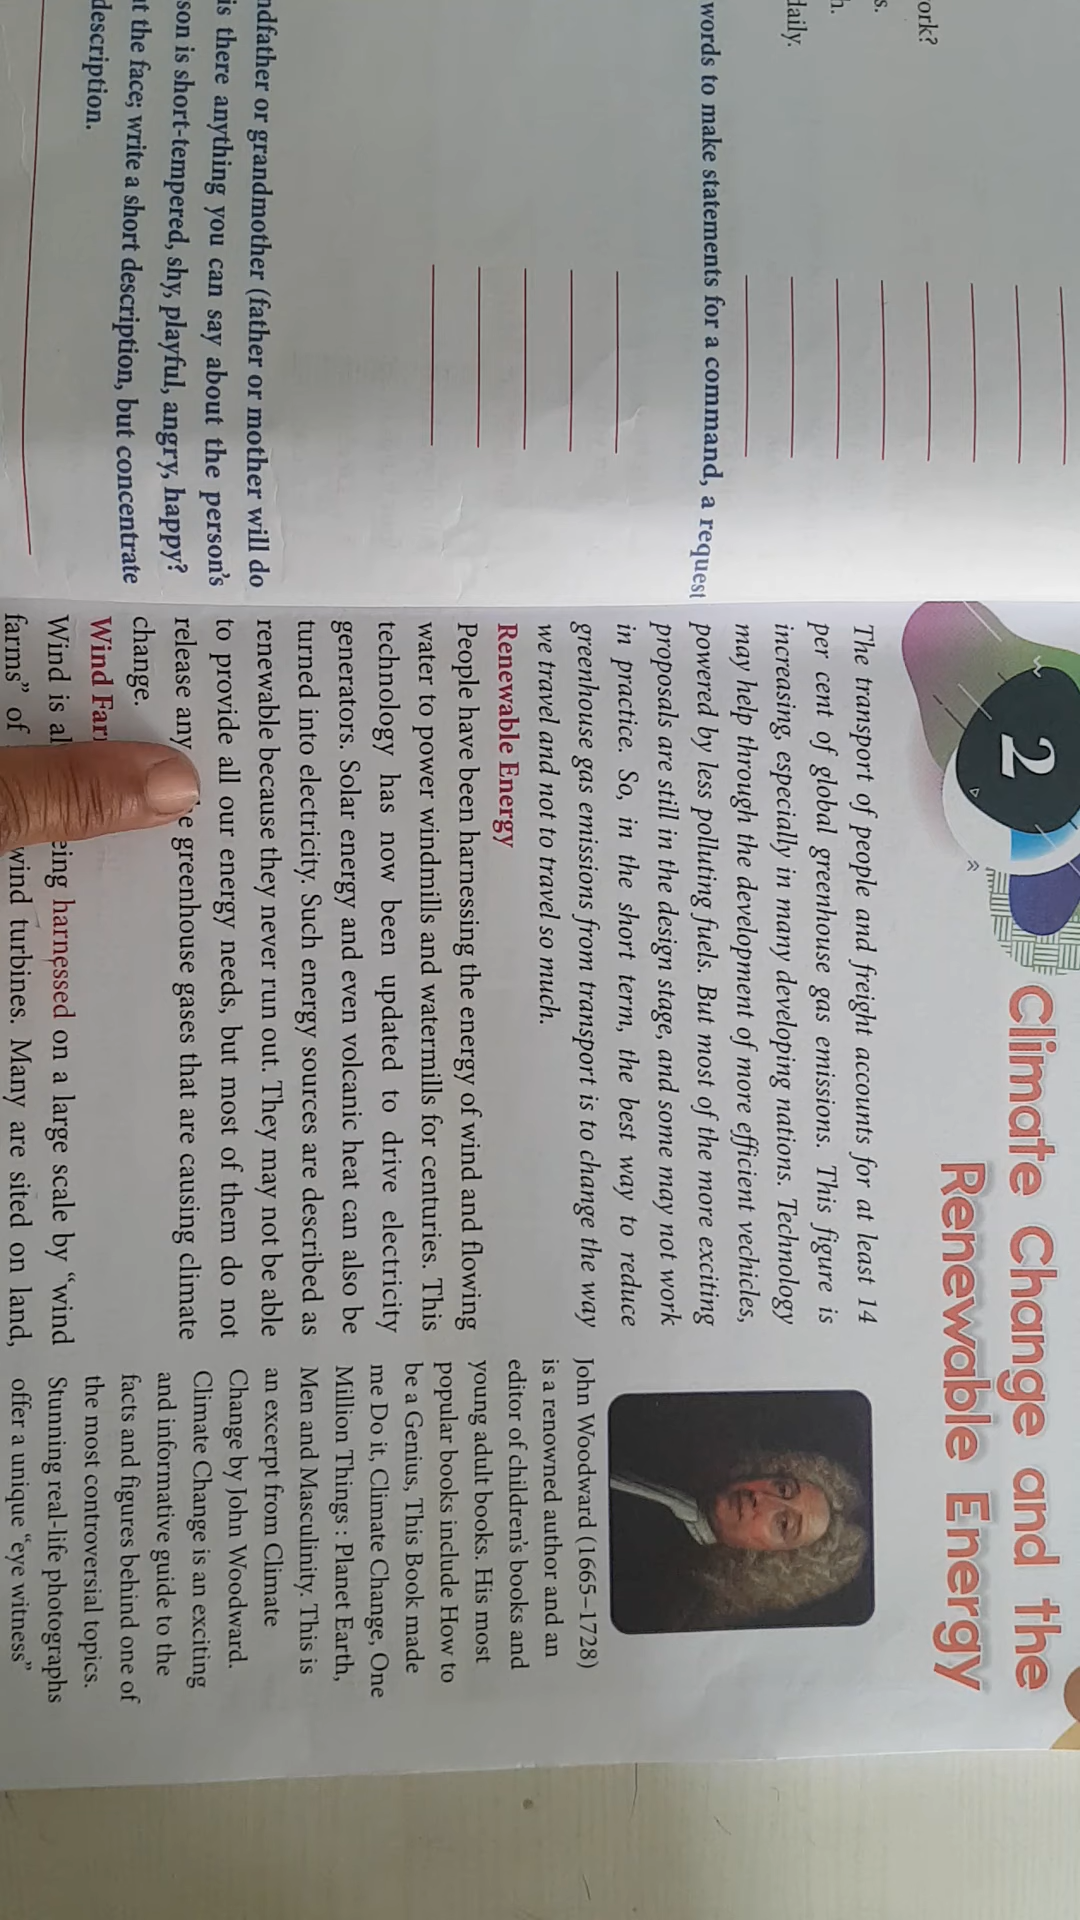 ork?
s.
h.
daily.
words to make statements for a command, a request
ndfather or grandmother (father or mother will do
is there anything you can say about the person's
son is short-tempered, shy, playful, angry, happy?
at the face; write a short description, but concentrate
description.
2
Climate Change and the
Renewable Energy
The transport of people and freight accounts for at least 14
per cent of global greenhouse gas emissions. This figure is
increasing, especially in many developing nations. Technology
may help through the development of more efficient vechicles,
powered by less polluting fuels. But most of the more exciting
proposals are still in the design stage, and some may not work
in practice. So, in the short term, the best way to reduce
greenhouse gas emissions from transport is to change the way
we travel and not to travel so much.
Renewable Energy
People have been harnessing the energy of wind and flowing
water to power windmills and watermills for centuries. This
technology has now been updated to drive electricity
generators. Solar energy and even volcanic heat can also be
turned into electricity. Such energy sources are described as
renewable because they never run out. They may not be able
to provide all our energy needs, but most of them do not
release any greenhouse gases that are causing climate
change.
Wind
Wind is harnessed on a large scale by “wind
farms” of wind turbines. Many are sited on land,
John Woodward (1665–1728)
is a renowned author and an
editor of children's books and
young adult books. His most
popular books include How to
be a Genius, This Book made
me Do it, Climate Change, One
Million Things : Planet Earth,
Men and Masculinity. This is
an excerpt from Climate
Change by John Woodward.
Climate Change is an exciting
and informative guide to the
facts and figures behind one of
the most controversial topics.
Stunning real-life photographs
offer a unique “eye witness”